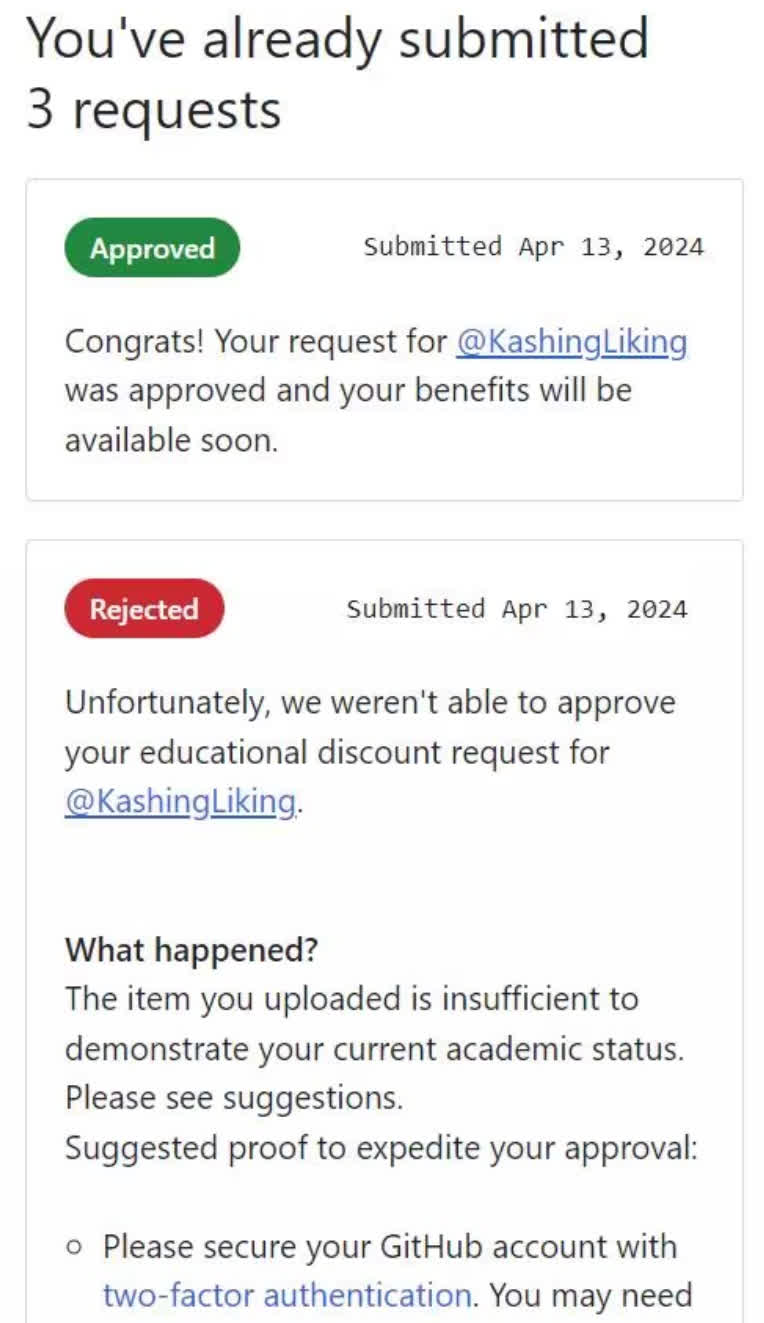 You've already submitted
3 requests
Approved
Submitted Apr 13, 2024
Congrats! Your request for @KashingLiking
was approved and your benefits will be
available soon.
Rejected
Submitted Apr 13, 2024
Unfortunately, we weren't able to approve
your educational discount request for
@KashingLiking.
What happened?
The item you uploaded is insufficient to
demonstrate your current academic status.
Please see suggestions.
Suggested proof to expedite your approval:
○ Please secure your GitHub account with
two-factor authentication. You may need